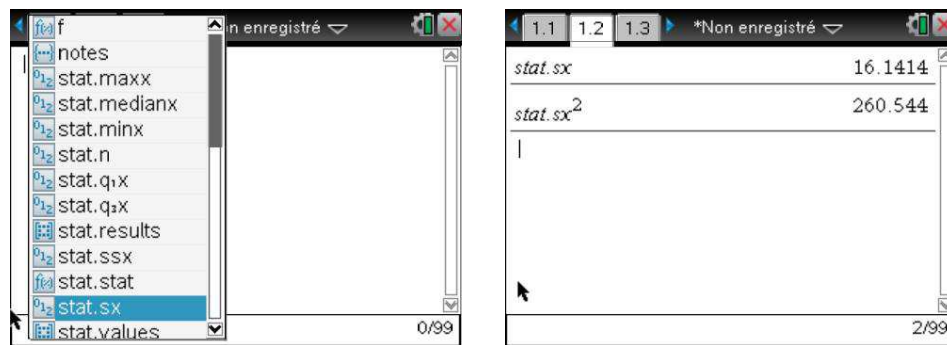 f
n enregistré
notes
stat.maxx
stat.medianx
stat.minx
stat.n
stat.q₁x
stat.q₃x
stat.results
stat.ssx
stat.stat
stat.sx
stat.values
0/99
1.1 1.2 1.3 *Non enregistré
stat.sx 16.1414
stat.sx² 260.544
2/99